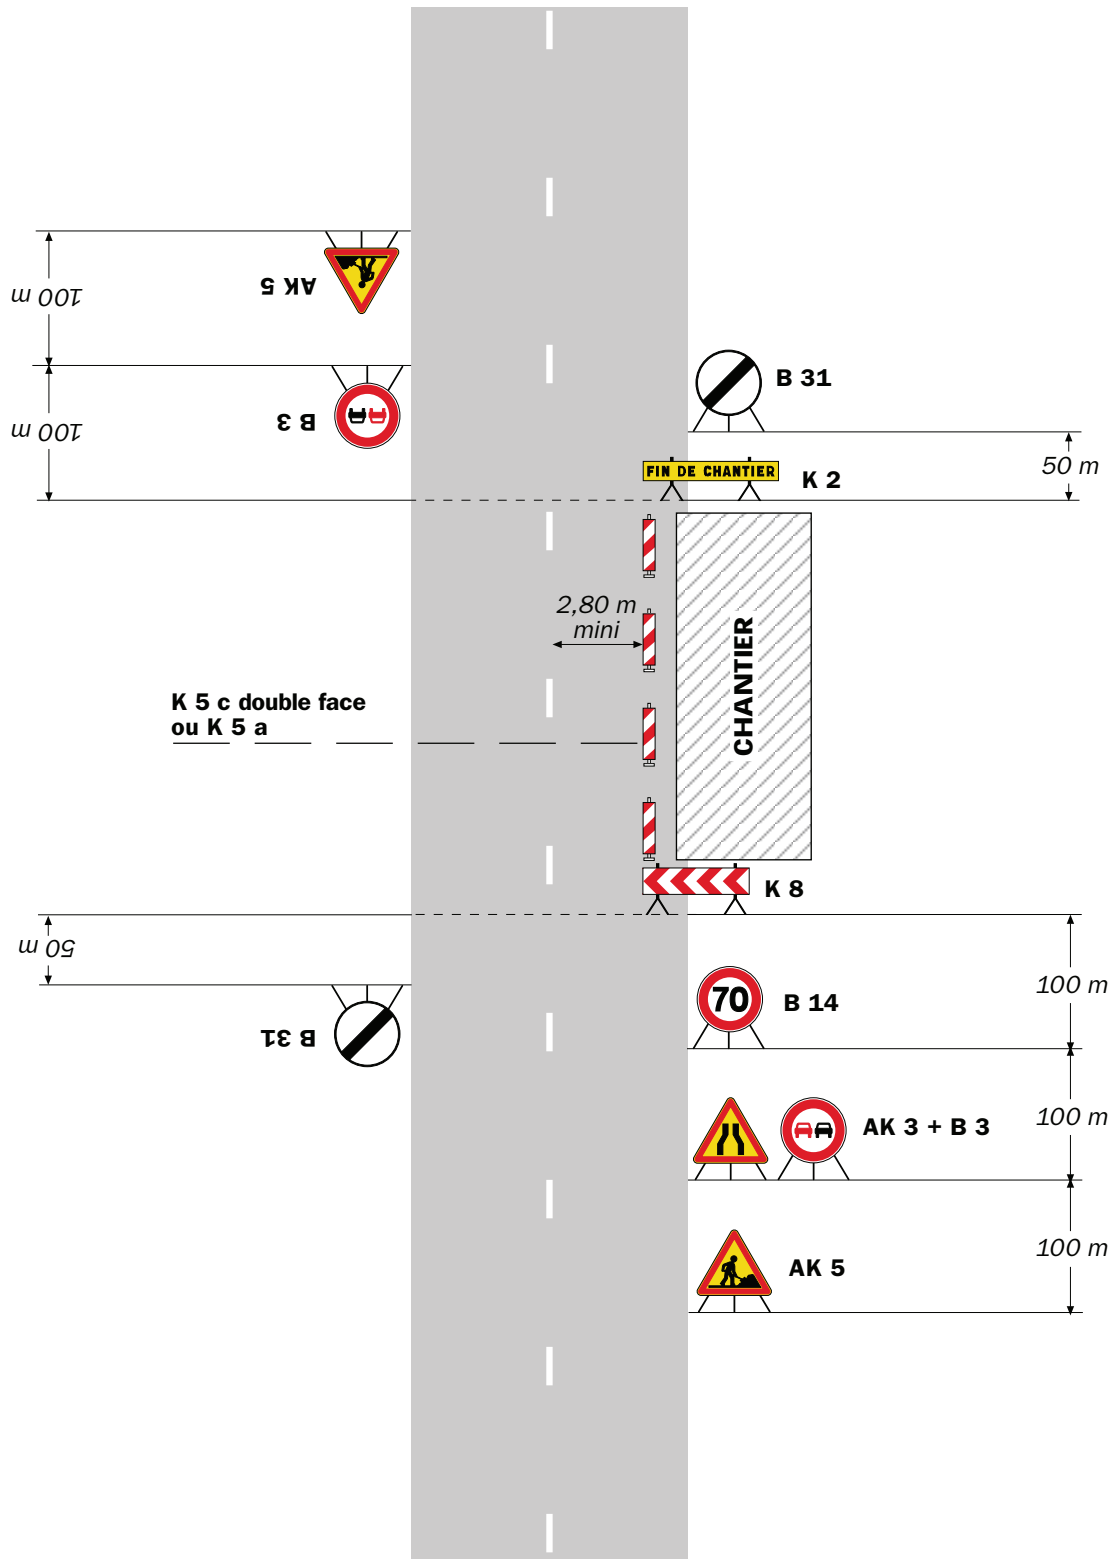 AK 5
100 m
B 3
100 m
B 31
50 m
FIN DE CHANTIER
K 2
2,80 m
mini
CHANTIER
K 5 c double face
ou K 5 a
K 8
50 m
B 31
70
B 14
100 m
AK 3 + B 3
100 m
AK 5
100 m